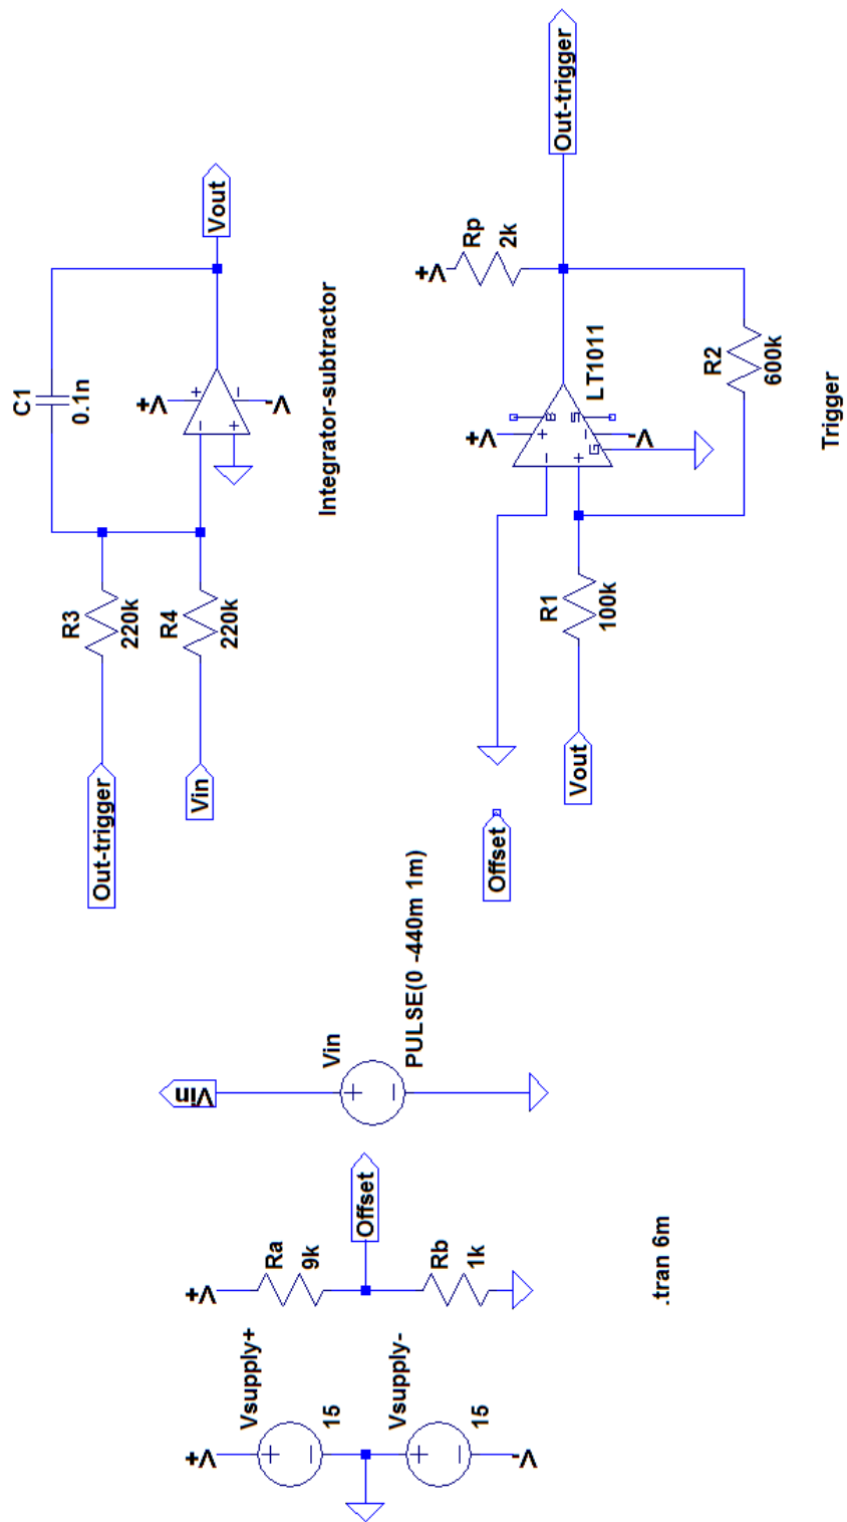 V+
Vsupply+
15
Vsupply-
15
V-
V+
Ra
9k
Offset
Rb
1k
.tran 6m
Vin
Vin
PULSE(0 -440m 1m)
Out-trigger
R3
220k
Vin
R4
220k
C1
0.1n
V+
V-
Vout
Integrator-subtractor
Offset
Vout
R1
100k
V+
V-
B
S
G
LT1011
V+
Rp
2k
R2
600k
Out-trigger
Trigger